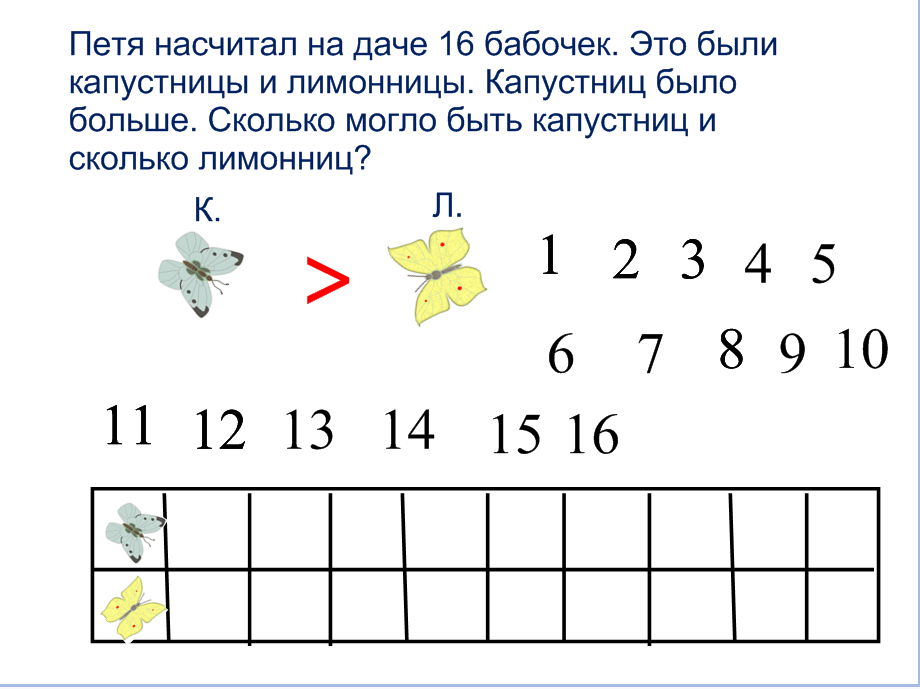 Петя насчитал на даче 16 бабочек. Это были
капустницы и лимонницы. Капустниц было
больше. Сколько могло быть капустниц и
сколько лимонниц?
К. Л.
>
1 2 3 4 5
6 7 8 9 10
11 12 13 14 15 16